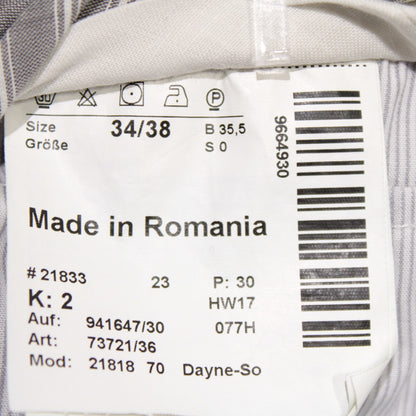 30
P
Size 34/38 B 35,5
Größe S 0
9664930
Made in Romania
# 21833 23 P: 30
K: 2 HW17
Auf: 941647/30 077H
Art: 73721/36
Mod: 21818 70 Dayne-So